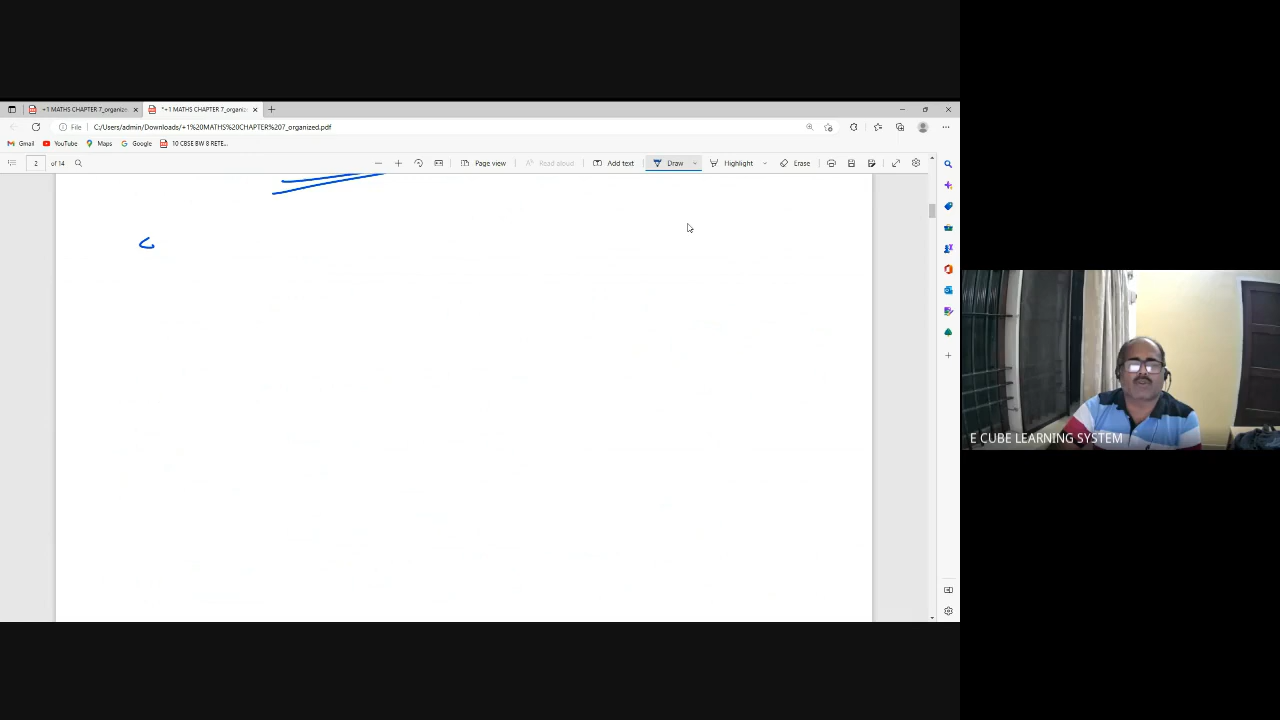 +1 MATHS CHAPTER 7_organize
*+1 MATHS CHAPTER 7_organiz
File
C:/Users/admin/Downloads/+1%20MATHS%20CHAPTER%207_organized.pdf
Gmail
YouTube
Maps
Google
10 CBSE BW 8 RETE...
2 of 14
Page view
Read aloud
Add text
Draw
Highlight
Erase
E CUBE LEARNING SYSTEM